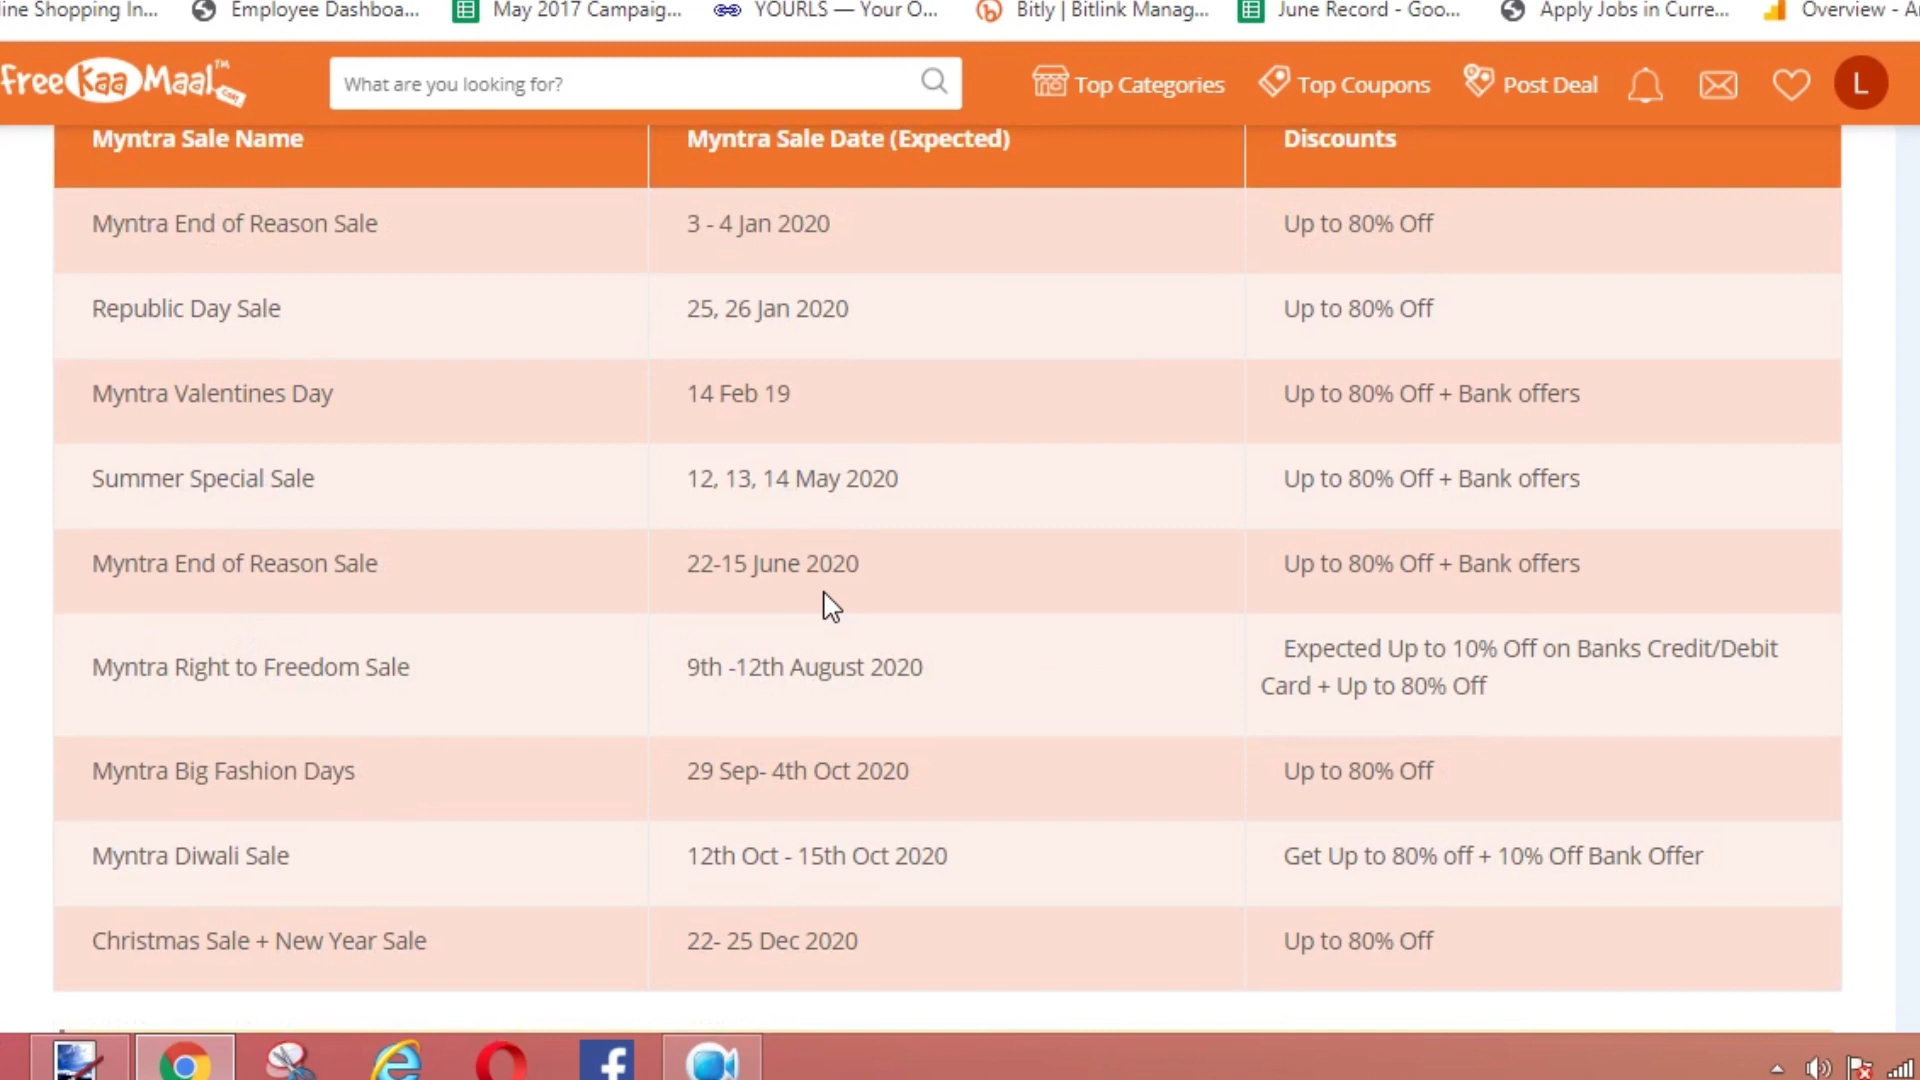 ine Shopping In... Employee Dashboa... May 2017 Campaig... YOURLS — Your O... Bitly | Bitlink Manag... June Record - Goo... Apply Jobs in Curre... Overview - A
free Kaa Maal™ .COM What are you looking for? Top Categories Top Coupons Post Deal L
Myntra Sale Name Myntra Sale Date (Expected) Discounts
Myntra End of Reason Sale 3 - 4 Jan 2020 Up to 80% Off
Republic Day Sale 25, 26 Jan 2020 Up to 80% Off
Myntra Valentines Day 14 Feb 19 Up to 80% Off + Bank offers
Summer Special Sale 12, 13, 14 May 2020 Up to 80% Off + Bank offers
Myntra End of Reason Sale 22-15 June 2020 Up to 80% Off + Bank offers
Myntra Right to Freedom Sale 9th -12th August 2020 Expected Up to 10% Off on Banks Credit/Debit
Card + Up to 80% Off
Myntra Big Fashion Days 29 Sep- 4th Oct 2020 Up to 80% Off
Myntra Diwali Sale 12th Oct - 15th Oct 2020 Get Up to 80% off + 10% Off Bank Offer
Christmas Sale + New Year Sale 22- 25 Dec 2020 Up to 80% Off